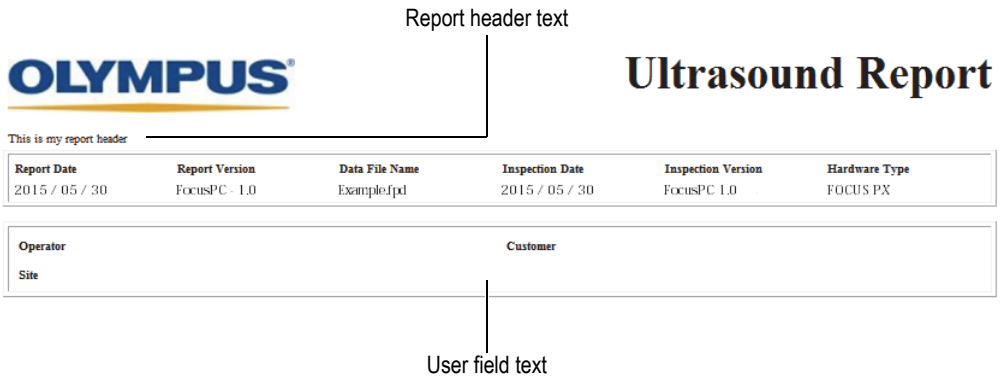 Report header text
OLYMPUS®
Ultrasound Report
This is my report header
Report Date Report Version Data File Name Inspection Date Inspection Version Hardware Type
2015 / 05 / 30 FocusPC - 1.0 Example.fpd 2015 / 05 / 30 FocusPC 1.0 FOCUS PX
Operator Customer
Site
User field text